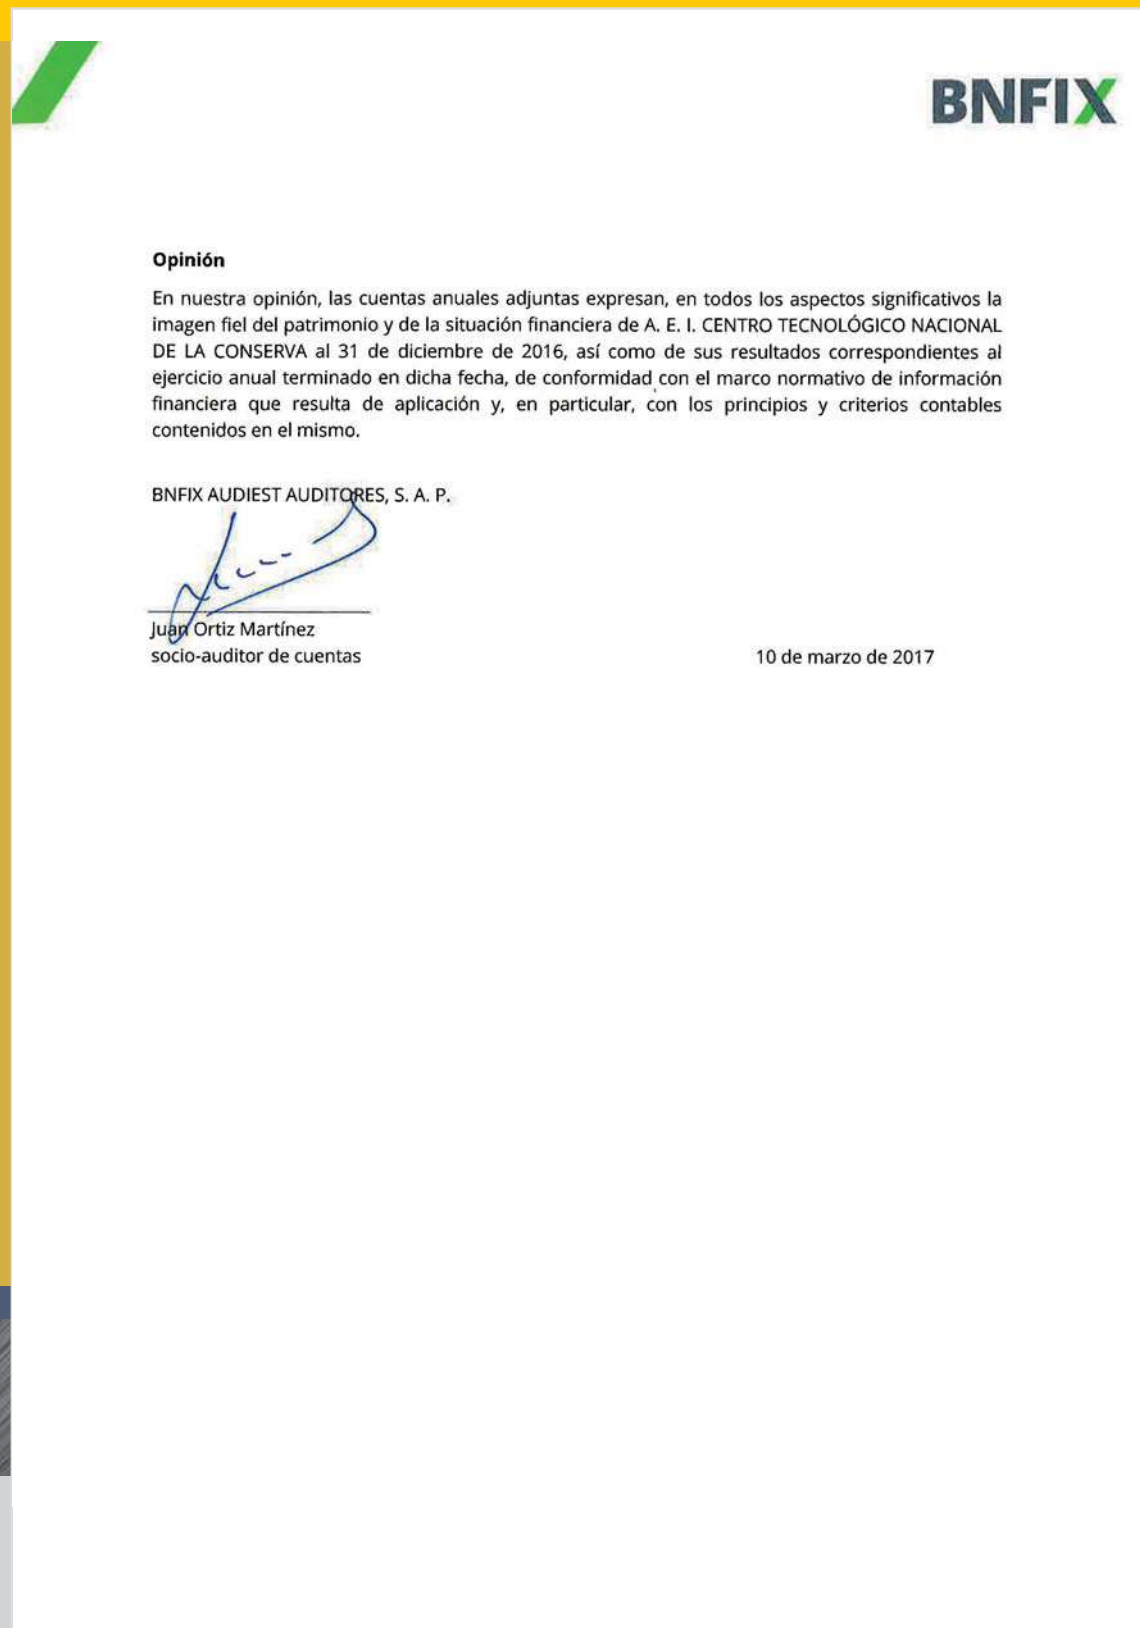 BNFIX
Opinión
En nuestra opinión, las cuentas anuales adjuntas expresan, en todos los aspectos significativos la
imagen fiel del patrimonio y de la situación financiera de A. E. I. CENTRO TECNOLÓGICO NACIONAL
DE LA CONSERVA al 31 de diciembre de 2016, así como de sus resultados correspondientes al
ejercicio anual terminado en dicha fecha, de conformidad con el marco normativo de información
financiera que resulta de aplicación y, en particular, con los principios y criterios contables
contenidos en el mismo.
BNFIX AUDIEST AUDITORES, S. A. P.
Juan Ortiz Martínez
socio-auditor de cuentas
10 de marzo de 2017